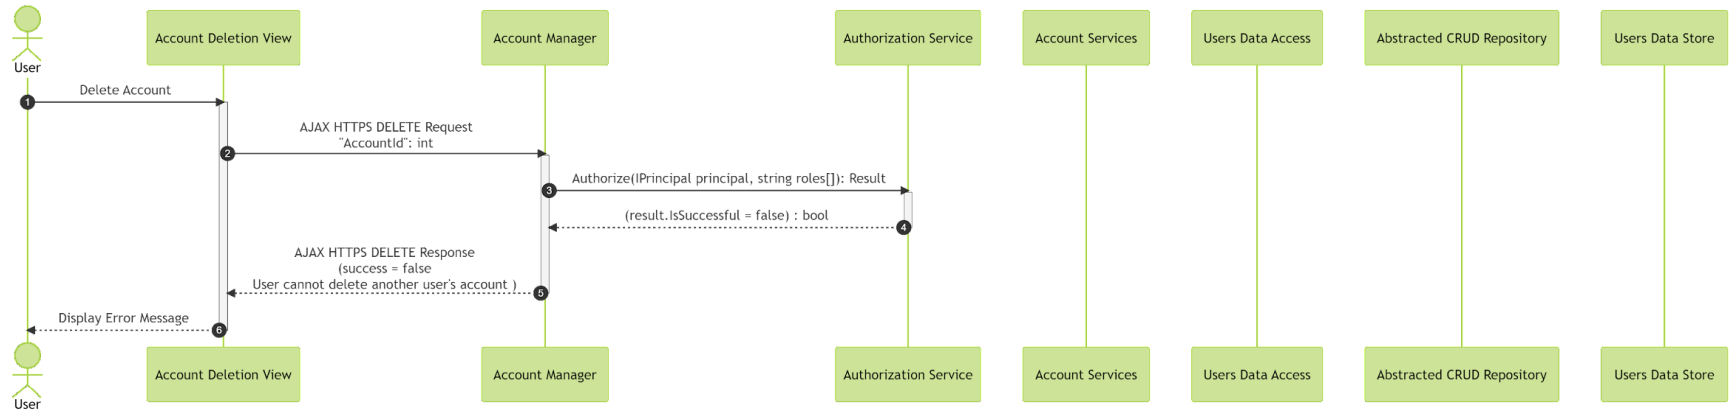 User
Account Deletion View
Account Manager
Authorization Service
Account Services
Users Data Access
Abstracted CRUD Repository
Users Data Store
1
Delete Account
AJAX HTTPS DELETE Request
"AccountId": int
2
Authorize(IPrincipal principal, string roles[]): Result
3
(result.IsSuccessful = false) : bool
4
AJAX HTTPS DELETE Response
(success = false
User cannot delete another user's account )
5
Display Error Message
6
User
Account Deletion View
Account Manager
Authorization Service
Account Services
Users Data Access
Abstracted CRUD Repository
Users Data Store